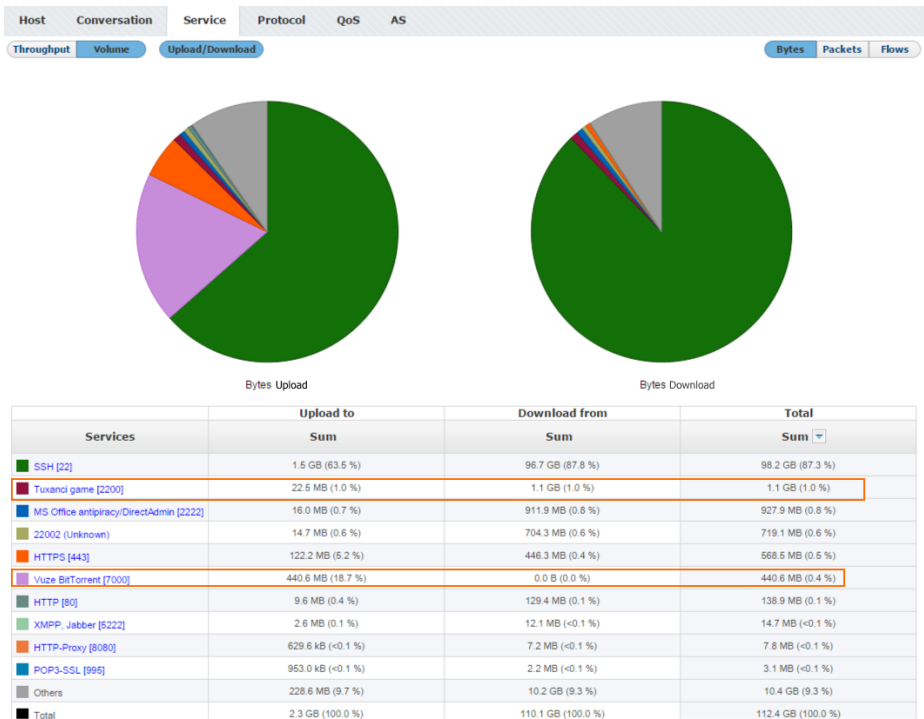 Host Conversation Service Protocol QoS AS
Throughput Volume Upload/Download Bytes Packets Flows
Bytes Upload Bytes Download
Upload to Download from Total
Services Sum Sum Sum
SSH [22] 1.5 GB (63.5 %) 96.7 GB (87.8 %) 98.2 GB (87.3 %)
Tuxanci game [2200] 22.5 MB (1.0 %) 1.1 GB (1.0 %) 1.1 GB (1.0 %)
MS Office antipiracy/DirectAdmin [2222] 16.0 MB (0.7 %) 911.9 MB (0.8 %) 927.9 MB (0.8 %)
22002 (Unknown) 14.7 MB (0.6 %) 704.3 MB (0.6 %) 719.1 MB (0.6 %)
HTTPS [443] 122.2 MB (5.2 %) 446.3 MB (0.4 %) 568.5 MB (0.5 %)
Vuze BitTorrent [7000] 440.6 MB (18.7 %) 0.0 B (0.0 %) 440.6 MB (0.4 %)
HTTP [80] 9.6 MB (0.4 %) 129.4 MB (0.1 %) 138.9 MB (0.1 %)
XMPP, Jabber [5222] 2.6 MB (0.1 %) 12.1 MB (<0.1 %) 14.7 MB (<0.1 %)
HTTP-Proxy [8080] 629.6 kB (<0.1 %) 7.2 MB (<0.1 %) 7.8 MB (<0.1 %)
POP3-SSL [995] 953.0 kB (<0.1 %) 2.2 MB (<0.1 %) 3.1 MB (<0.1 %)
Others 228.6 MB (9.7 %) 10.2 GB (9.3 %) 10.4 GB (9.3 %)
Total 2.3 GB (100.0 %) 110.1 GB (100.0 %) 112.4 GB (100.0 %)